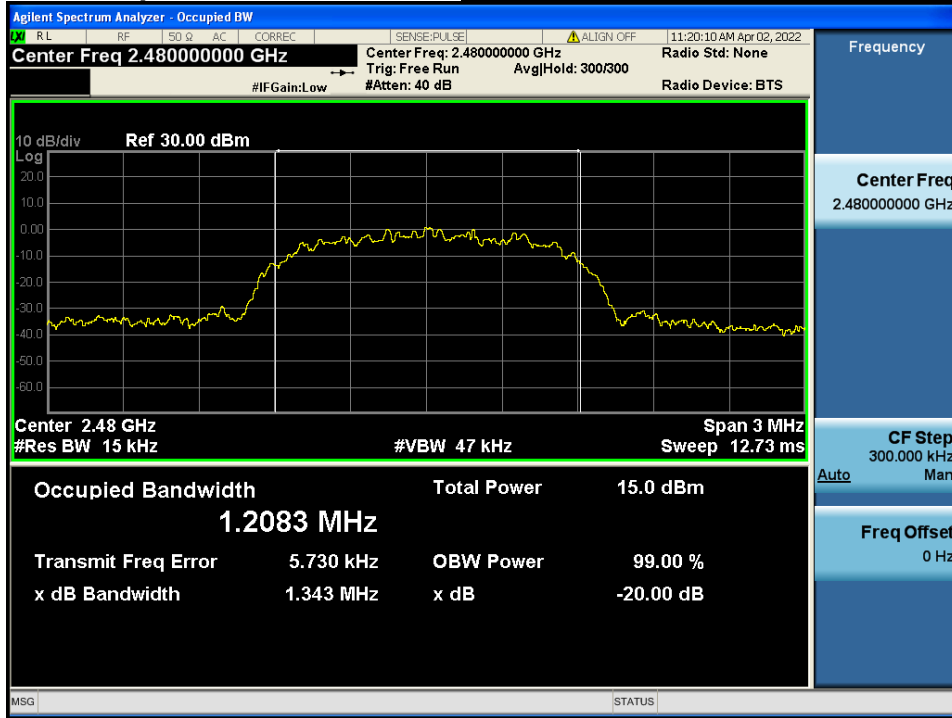 Agilent Spectrum Analyzer - Occupied BW
LXI RL RF 50 Ω AC CORREC SENSE:PULSE ALIGN OFF 11:20:10 AM Apr 02, 2022
Center Freq 2.480000000 GHz
Center Freq: 2.480000000 GHz Radio Std: None
Trig: Free Run Avg|Hold: 300/300
#IFGain:Low #Atten: 40 dB Radio Device: BTS
10 dB/div Ref 30.00 dBm
Log
20.0
10.0
0.00
-10.0
-20.0
-30.0
-40.0
-50.0
-60.0
Center 2.48 GHz Span 3 MHz
#Res BW 15 kHz #VBW 47 kHz Sweep 12.73 ms
Occupied Bandwidth Total Power 15.0 dBm
1.2083 MHz
Transmit Freq Error 5.730 kHz OBW Power 99.00 %
x dB Bandwidth 1.343 MHz x dB -20.00 dB
MSG STATUS
Frequency
Center Freq
2.480000000 GHz
CF Step
300.000 kHz
Auto Man
Freq Offset
0 Hz